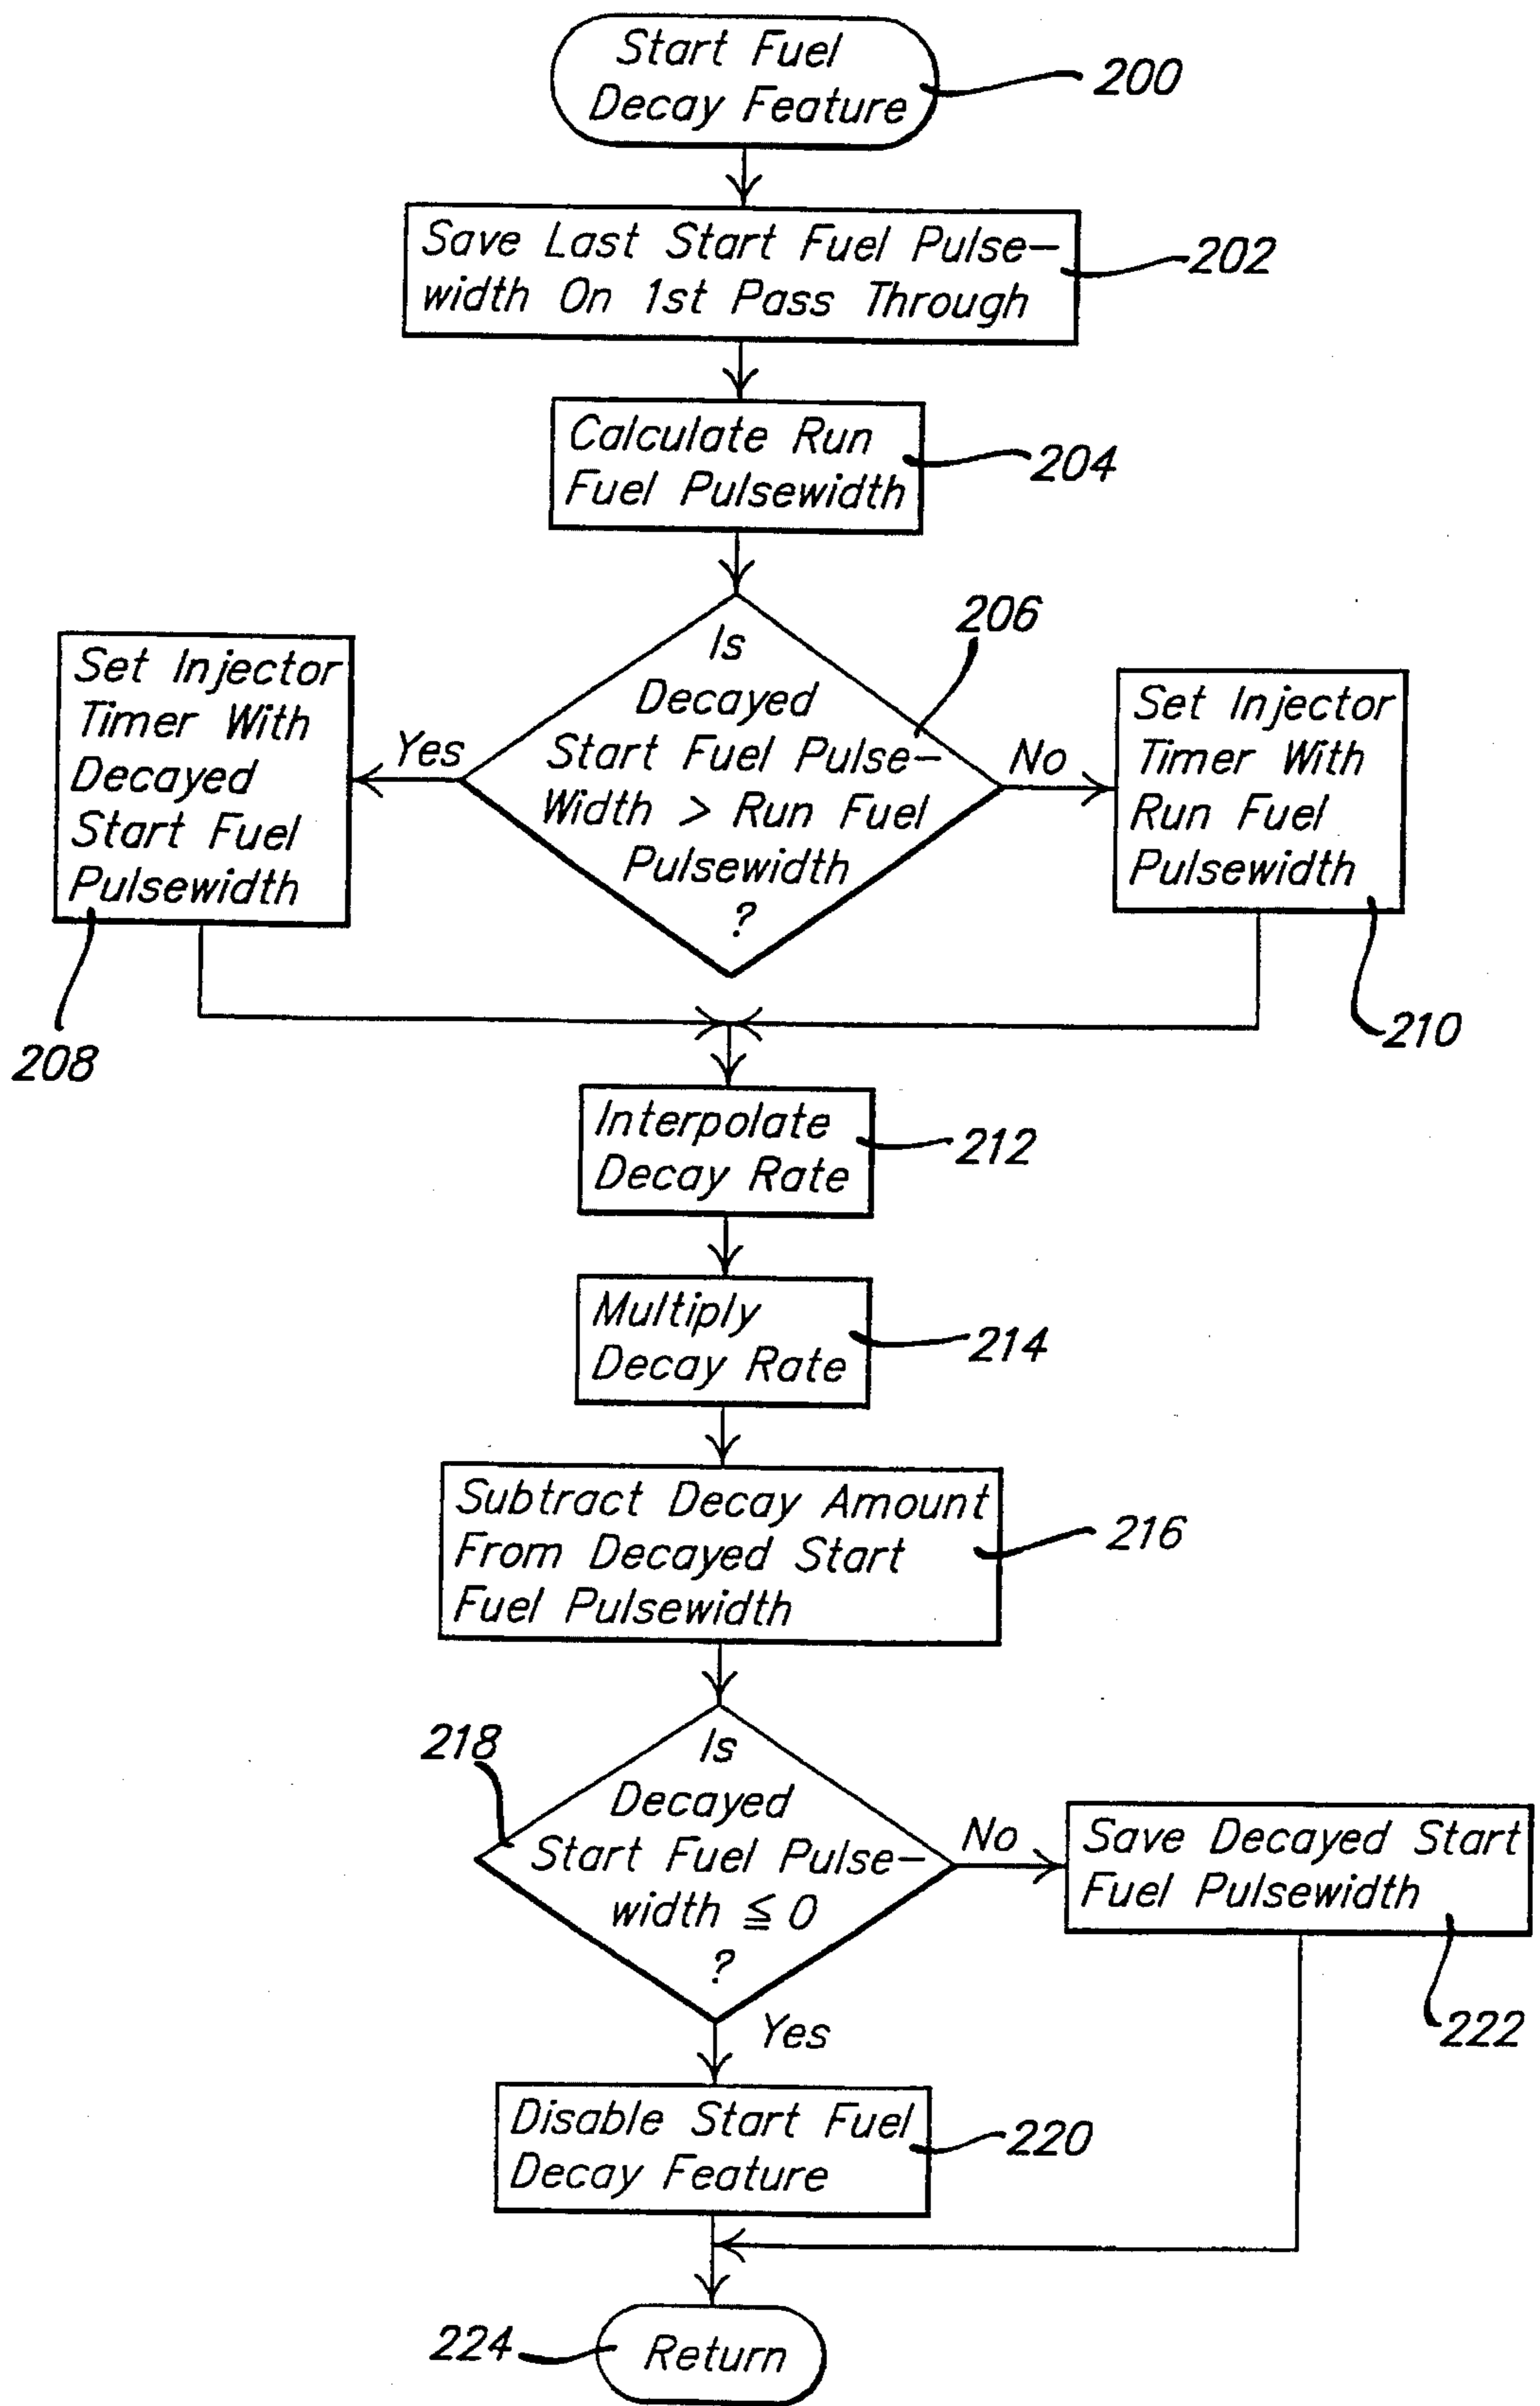 Start Fuel
Decay Feature
200
Save Last Start Fuel Pulse-
width On 1st Pass Through
202
Calculate Run
Fuel Pulsewidth
204
206
Is
Decayed
Start Fuel Pulse-
Width > Run Fuel
Pulsewidth
?
Yes
Set Injector
Timer With
Decayed
Start Fuel
Pulsewidth
208
No
Set Injector
Timer With
Run Fuel
Pulsewidth
210
Interpolate
Decay Rate
212
Multiply
Decay Rate
214
Subtract Decay Amount
From Decayed Start
Fuel Pulsewidth
216
218
Is
Decayed
Start Fuel Pulse-
width ≦ 0
?
No
Save Decayed Start
Fuel Pulsewidth
222
Yes
Disable Start Fuel
Decay Feature
220
224
Return